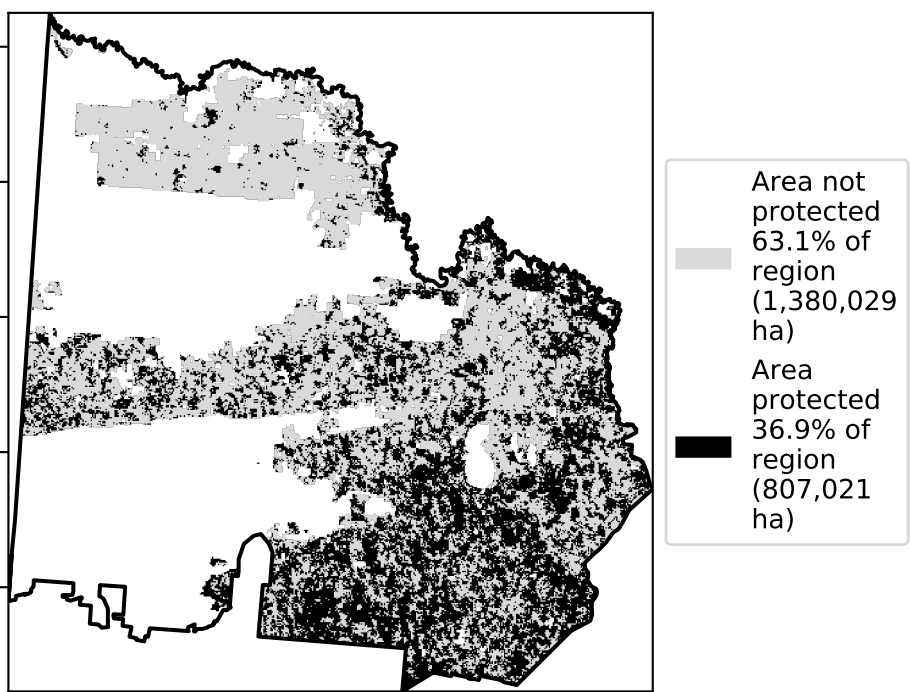 Area not
protected
63.1% of
region
(1,380,029
ha)
Area
protected
36.9% of
region
(807,021
ha)